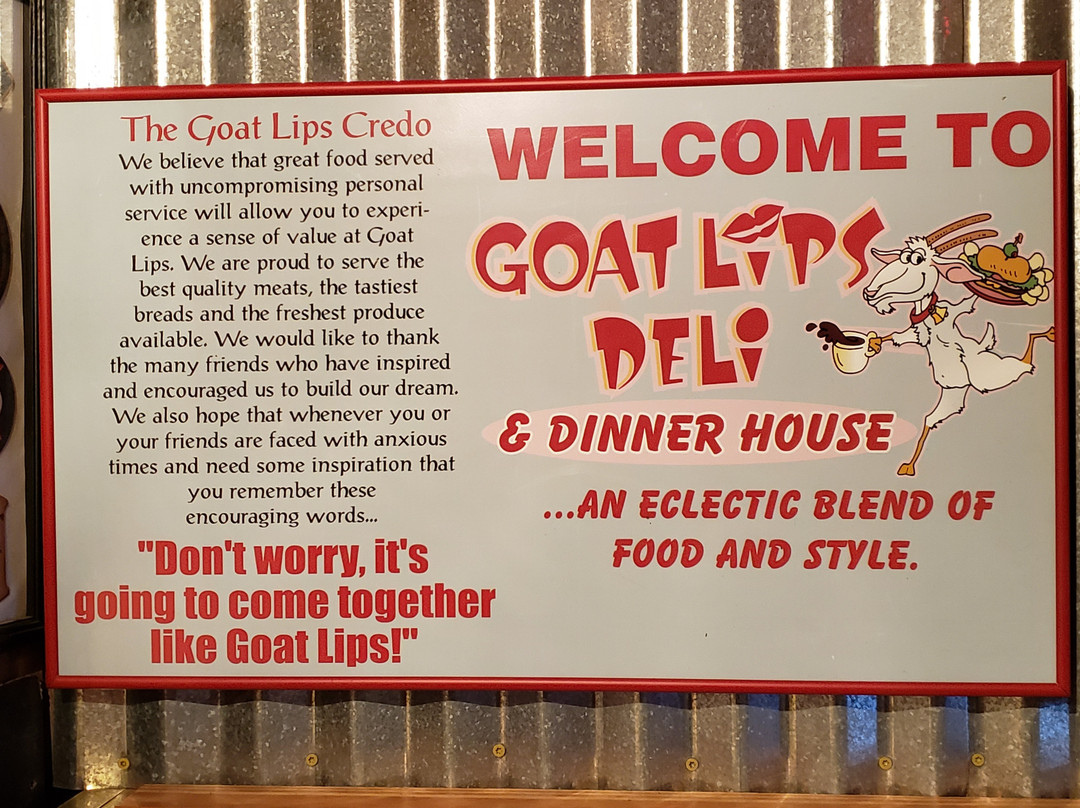 The Goat Lips Credo
We believe that great food served
with uncompromising personal
service will allow you to experi-
ence a sense of value at Goat
Lips. We are proud to serve the
best quality meats, the tastiest
breads and the freshest produce
available. We would like to thank
the many friends who have inspired
and encouraged us to build our dream.
We also hope that whenever you or
your friends are faced with anxious
times and need some inspiration that
you remember these
encouraging words...
"Don't worry, it's
going to come together
like Goat Lips!"
WELCOME TO
GOAT LiPS
DELi
& DINNER HOUSE
...AN ECLECTIC BLEND OF
FOOD AND STYLE.